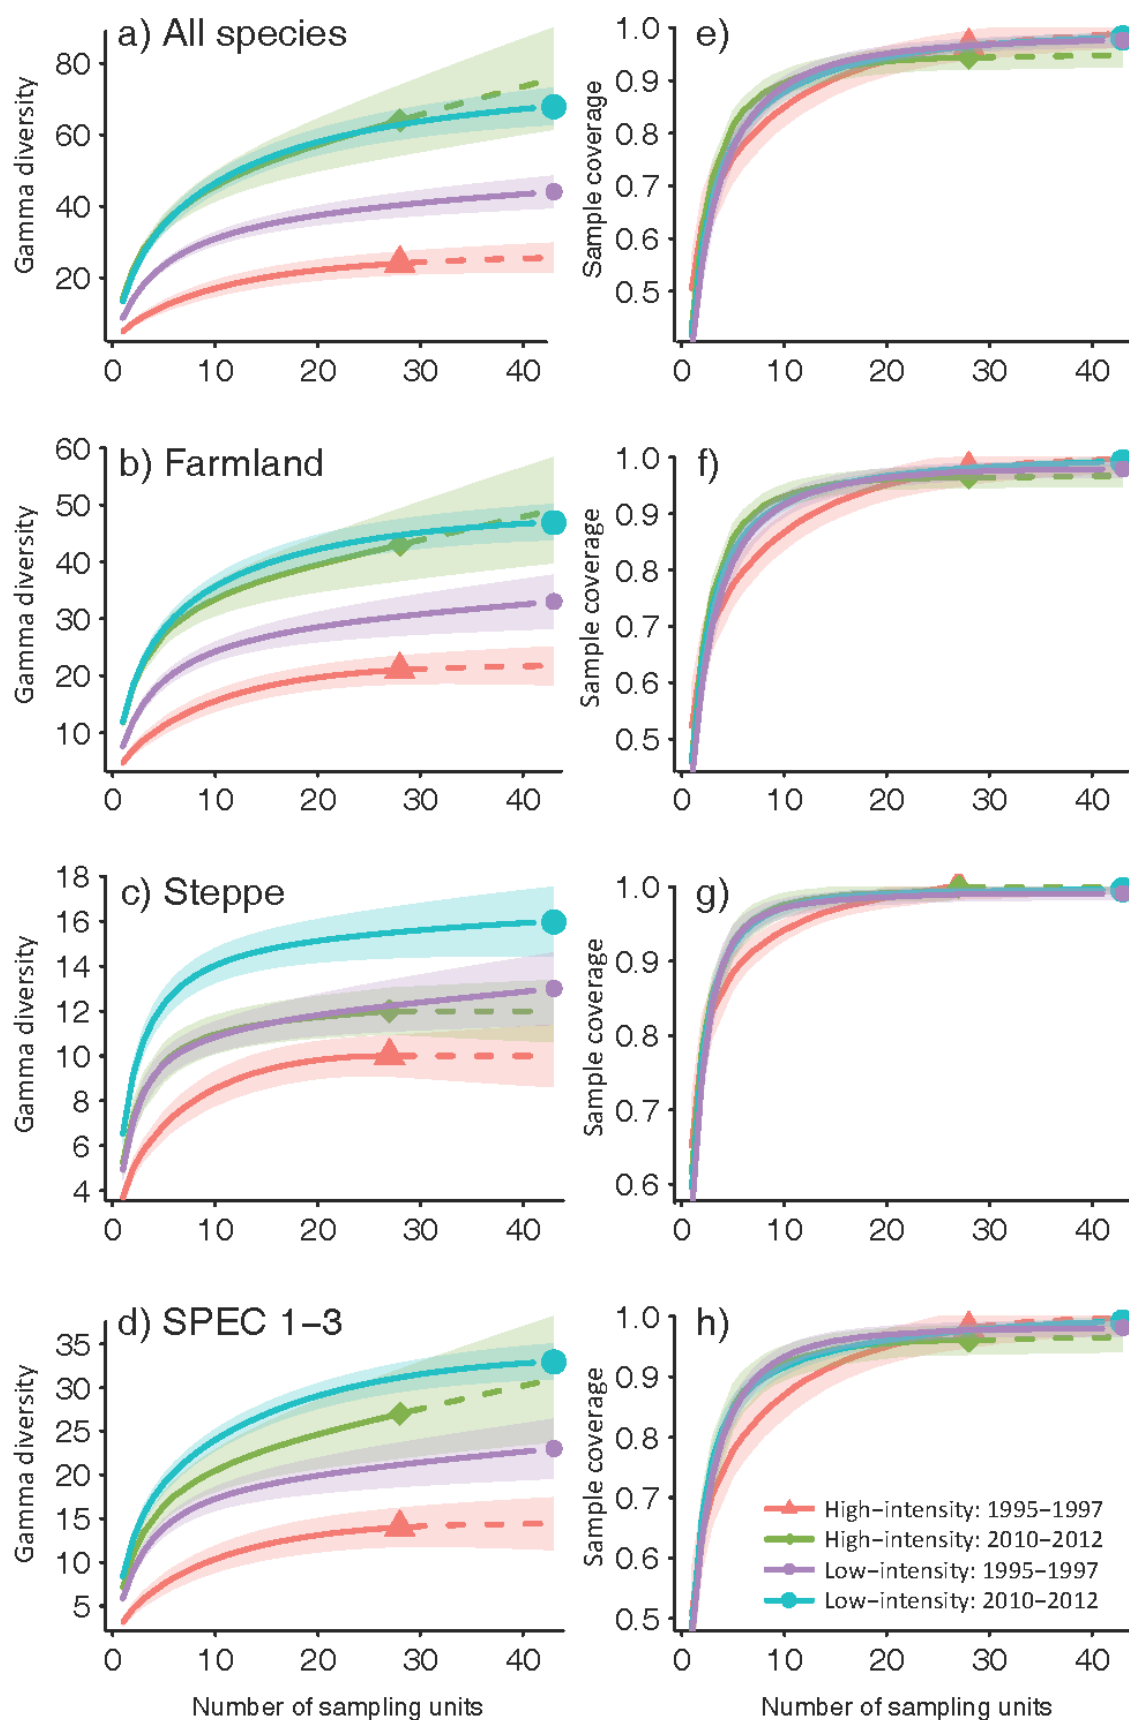 a) All species
Gamma diversity
80
60
40
20
0 10 20 30 40
e)
Sample coverage
1.0
0.9
0.8
0.7
0.6
0.5
0 10 20 30 40
b) Farmland
Gamma diversity
60
50
40
30
20
10
0 10 20 30 40
f)
Sample coverage
1.0
0.9
0.8
0.7
0.6
0.5
0 10 20 30 40
c) Steppe
Gamma diversity
18
16
14
12
10
8
6
4
0 10 20 30 40
g)
Sample coverage
1.0
0.9
0.8
0.7
0.6
0 10 20 30 40
d) SPEC 1–3
Gamma diversity
35
30
25
20
15
10
5
0 10 20 30 40
Number of sampling units
h)
Sample coverage
1.0
0.9
0.8
0.7
0.6
0.5
High–intensity: 1995–1997
High–intensity: 2010–2012
Low–intensity: 1995–1997
Low–intensity: 2010–2012
0 10 20 30 40
Number of sampling units